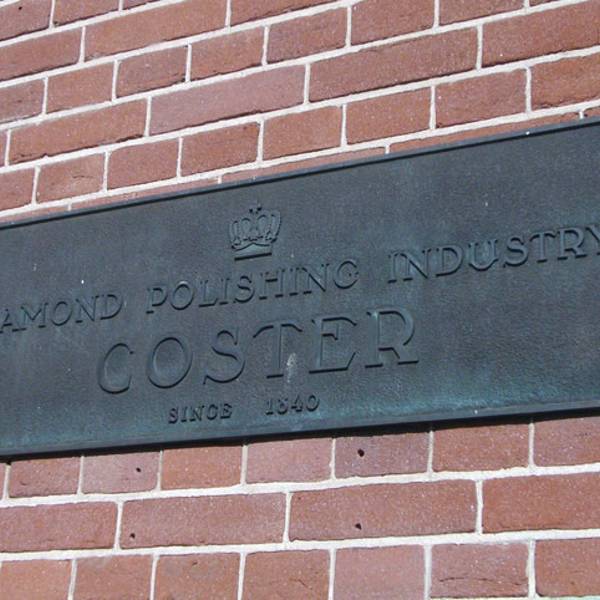 AMOND POLISHING INDUSTRY
COSTER
SINCE 1840